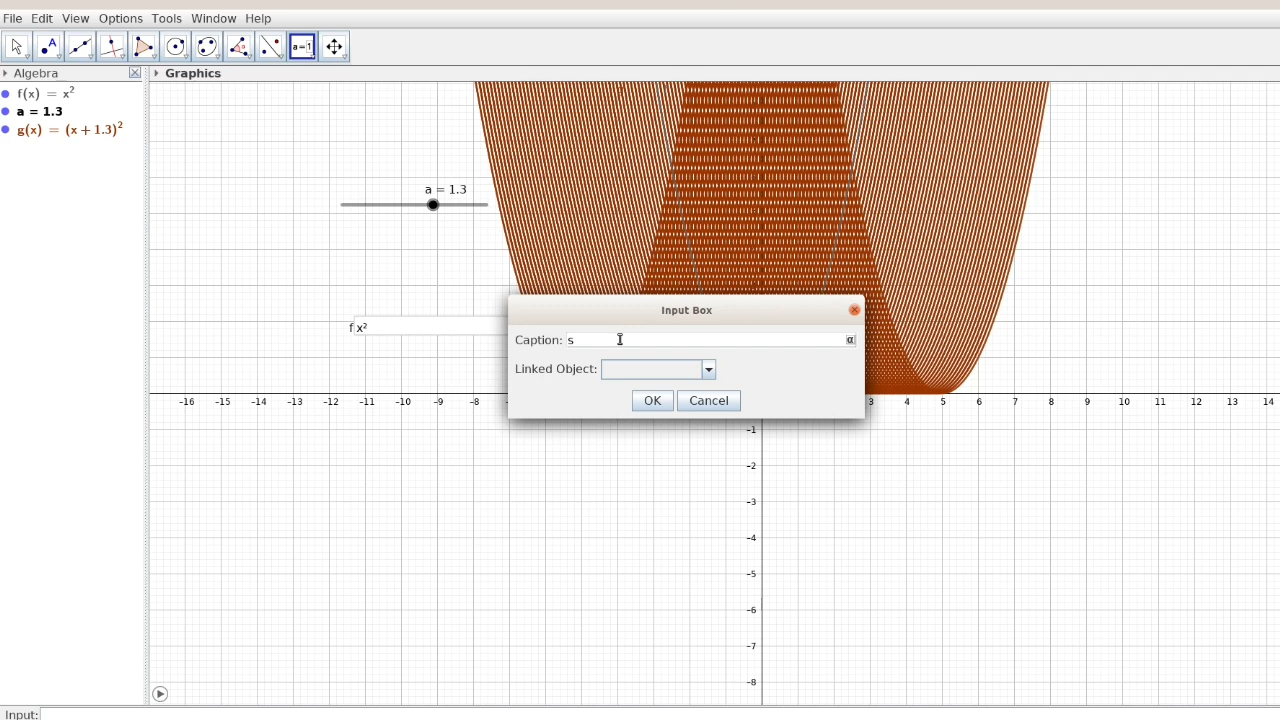 File Edit View Options Tools Window Help
a=1
Algebra
Graphics
f(x) = x²
a = 1.3
g(x) = (x + 1.3)²
a = 1.3
f x²
Input Box
Caption: s α
Linked Object:
OK Cancel
-16 -15 -14 -13 -12 -11 -10 -9 -8 3 4 5 6 7 8 9 10 11 12 13 14
-1
-2
-3
-4
-5
-6
-7
-8
Input: